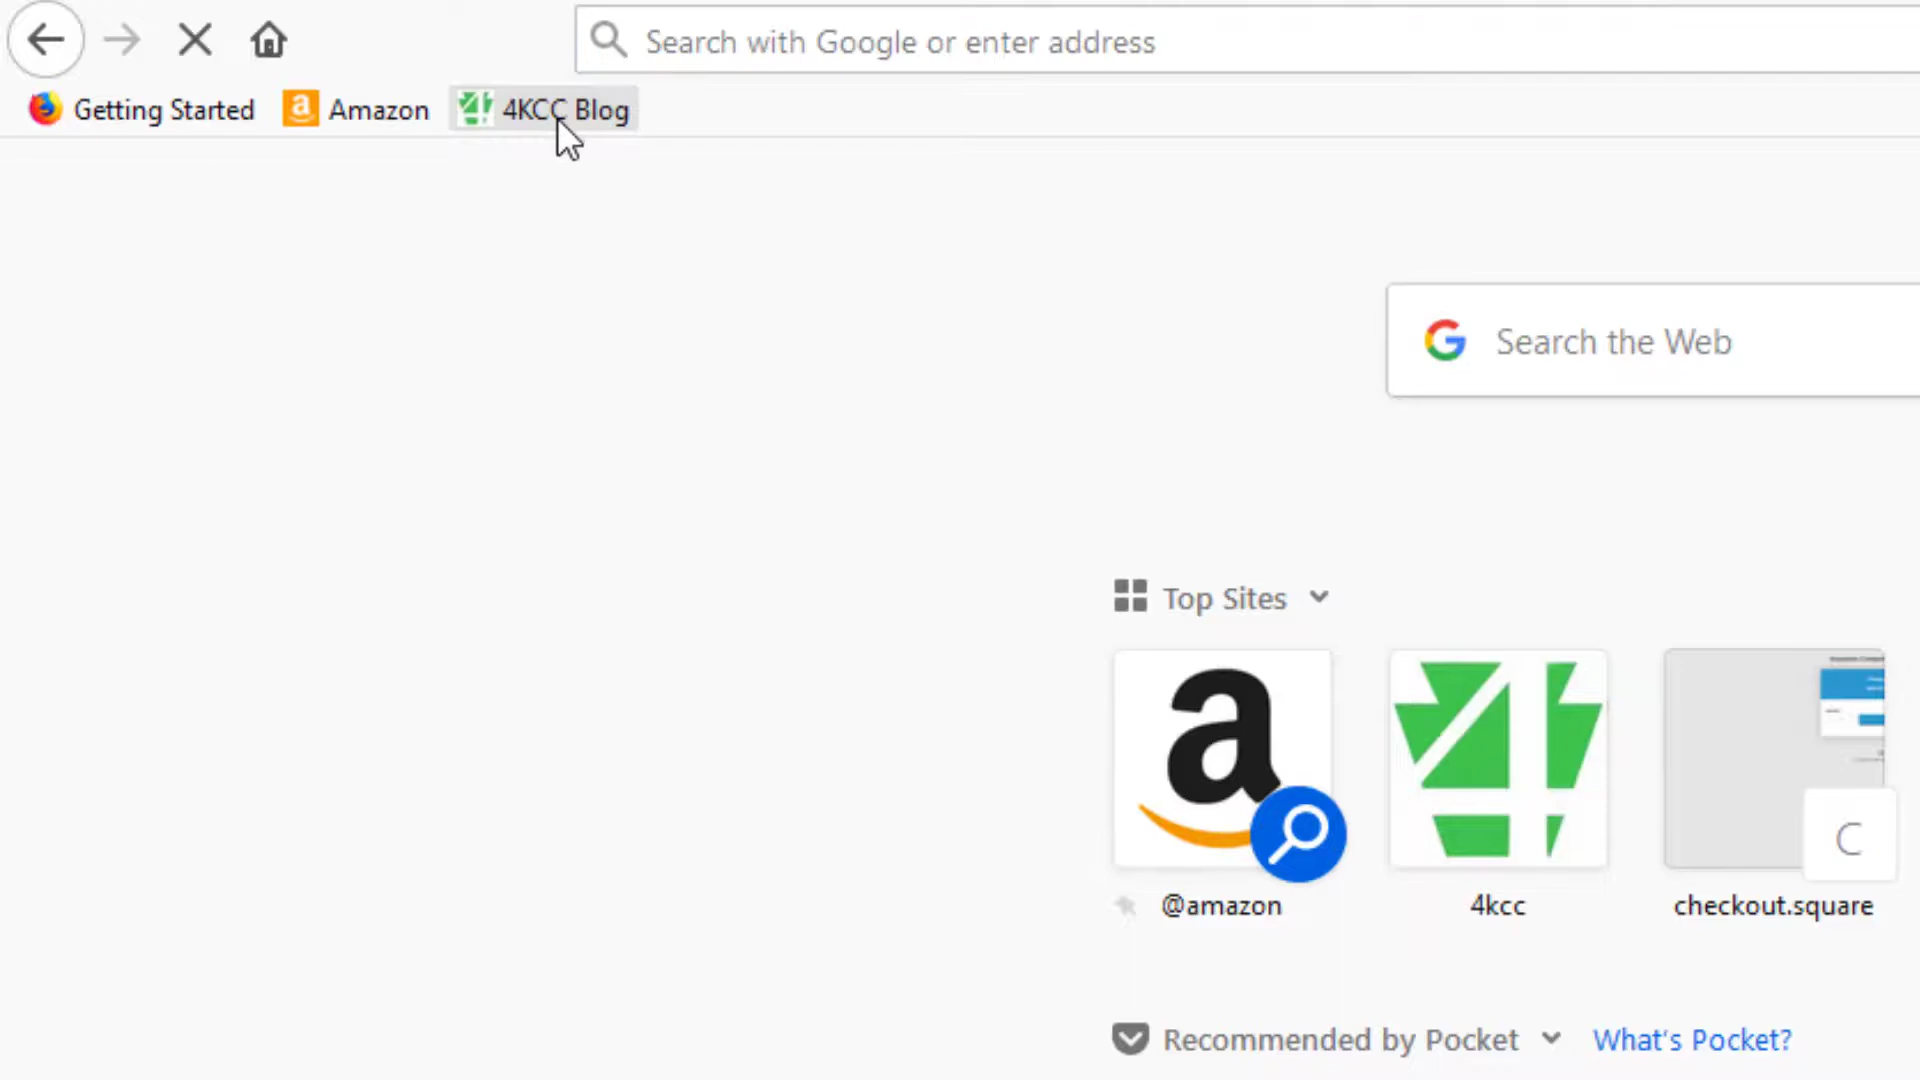 Search with Google or enter address
Getting Started
Amazon
4KCC Blog
Search the Web
Top Sites
@amazon
4kcc
C
checkout.square
Recommended by Pocket
What's Pocket?